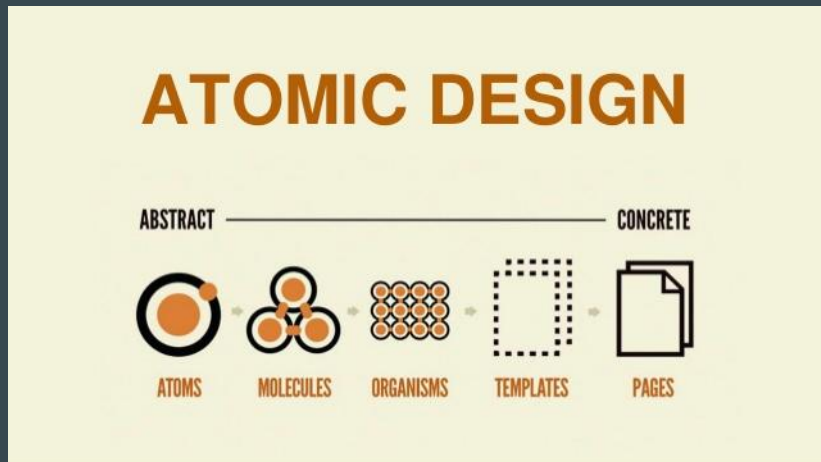 ATOMIC DESIGN
ABSTRACT CONCRETE
ATOMS MOLECULES ORGANISMS TEMPLATES PAGES